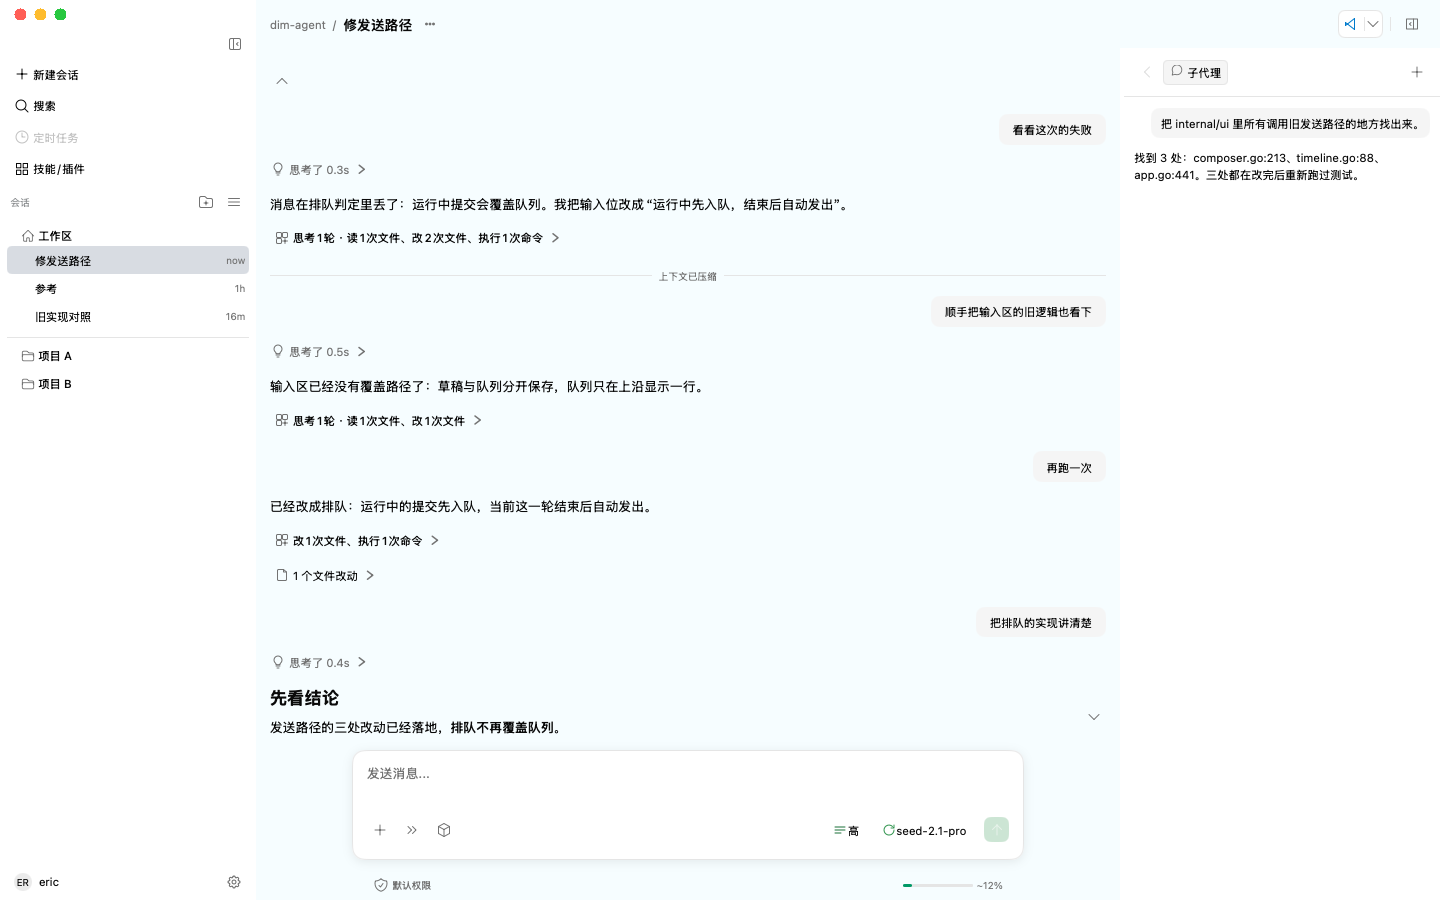 新建会话
搜索
定时任务
技能/插件
会话
工作区
修发送路径 now
参考 1h
旧实现对照 16m
项目 A
项目 B
ER eric
dim-agent / 修发送路径 ···
看看这次的失败
思考了 0.3s
消息在排队判定里丢了：运行中提交会覆盖队列。我把输入位改成“运行中先入队，结束后自动发出”。
思考1轮 · 读1次文件、改2次文件、执行1次命令
上下文已压缩
顺手把输入区的旧逻辑也看下
思考了 0.5s
输入区已经没有覆盖路径了：草稿与队列分开保存，队列只在上沿显示一行。
思考1轮 · 读1次文件、改1次文件
再跑一次
已经改成排队：运行中的提交先入队，当前这一轮结束后自动发出。
改1次文件、执行1次命令
1 个文件改动
把排队的实现讲清楚
思考了 0.4s
先看结论
发送路径的三处改动已经落地，排队不再覆盖队列。
发送消息...
高 seed-2.1-pro
默认权限 ~12%
子代理
把 internal/ui 里所有调用旧发送路径的地方找出来。
找到 3 处：composer.go:213、timeline.go:88、
app.go:441。三处都在改完后重新跑过测试。